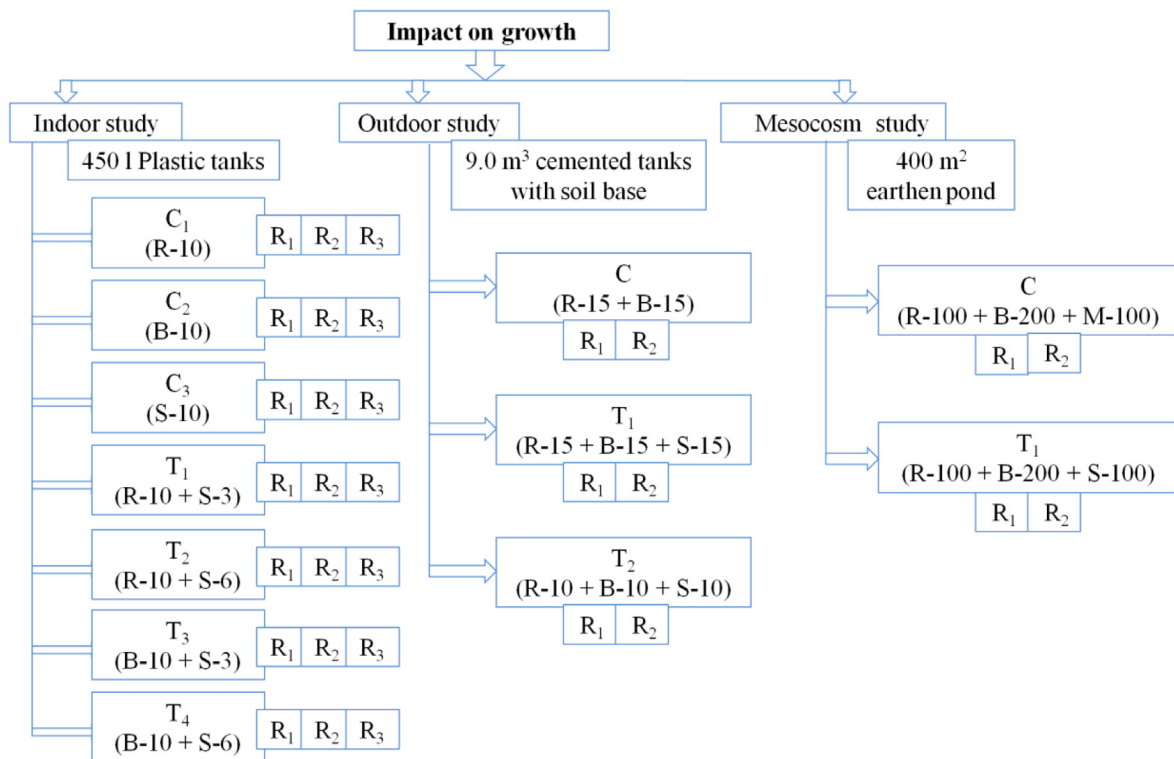 Impact on growth
Indoor study
450 l Plastic tanks
C₁
(R-10)
R₁ R₂ R₃
C₂
(B-10)
R₁ R₂ R₃
C₃
(S-10)
R₁ R₂ R₃
T₁
(R-10 + S-3)
R₁ R₂ R₃
T₂
(R-10 + S-6)
R₁ R₂ R₃
T₃
(B-10 + S-3)
R₁ R₂ R₃
T₄
(B-10 + S-6)
R₁ R₂ R₃
Outdoor study
9.0 m³ cemented tanks
with soil base
C
(R-15 + B-15)
R₁ R₂
T₁
(R-15 + B-15 + S-15)
R₁ R₂
T₂
(R-10 + B-10 + S-10)
R₁ R₂
Mesocosm study
400 m²
earthen pond
C
(R-100 + B-200 + M-100)
R₁ R₂
T₁
(R-100 + B-200 + S-100)
R₁ R₂